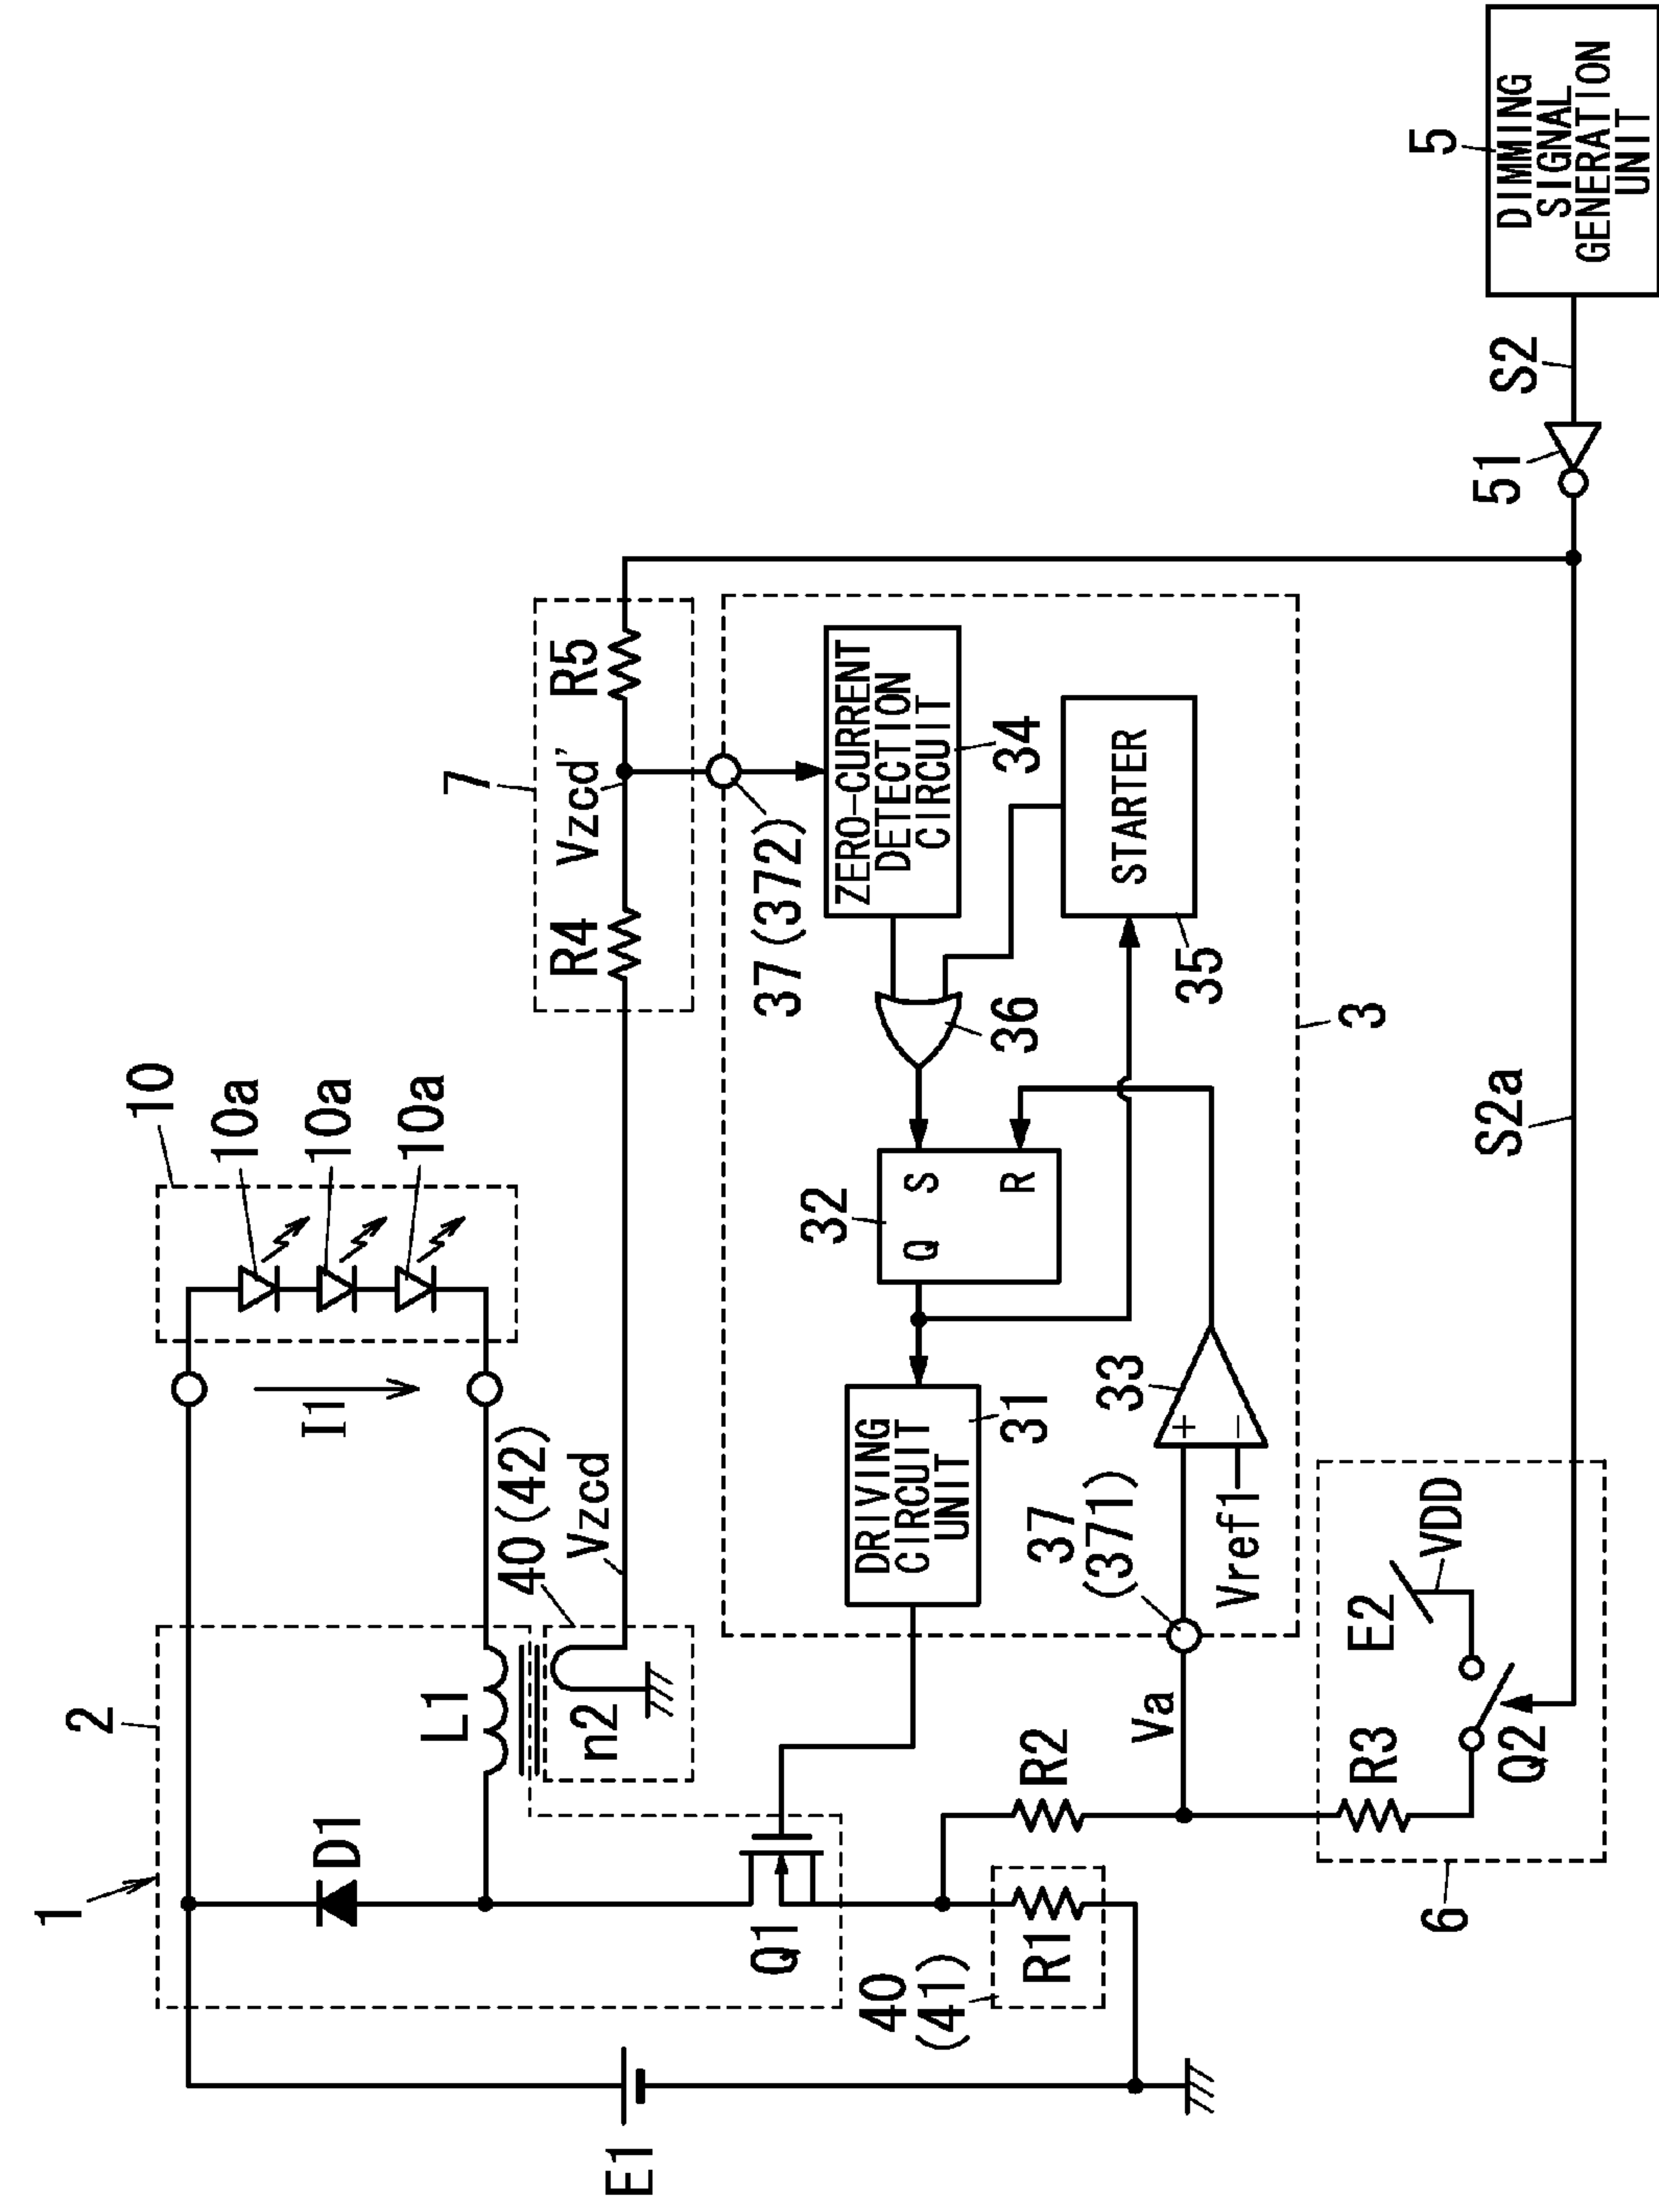 1
2
10
10a
10a
10a
D1
I1
L1
40(42)
n2
Vzcd
7
R4
Vzcd'
R5
E1
Q1
37(372)
ZERO-CURRENT
DETECTION
CIRCUIT
34
DRIVING
CIRCUIT
UNIT
31
32
Q
S
R
36
STARTER
35
3
33
+
−
37
(371)
Vref1
Va
40
(41)
R1
R2
R3
6
E2
VDD
Q2
S2a
51
S2
5
DIMMING
SIGNAL
GENERATION
UNIT